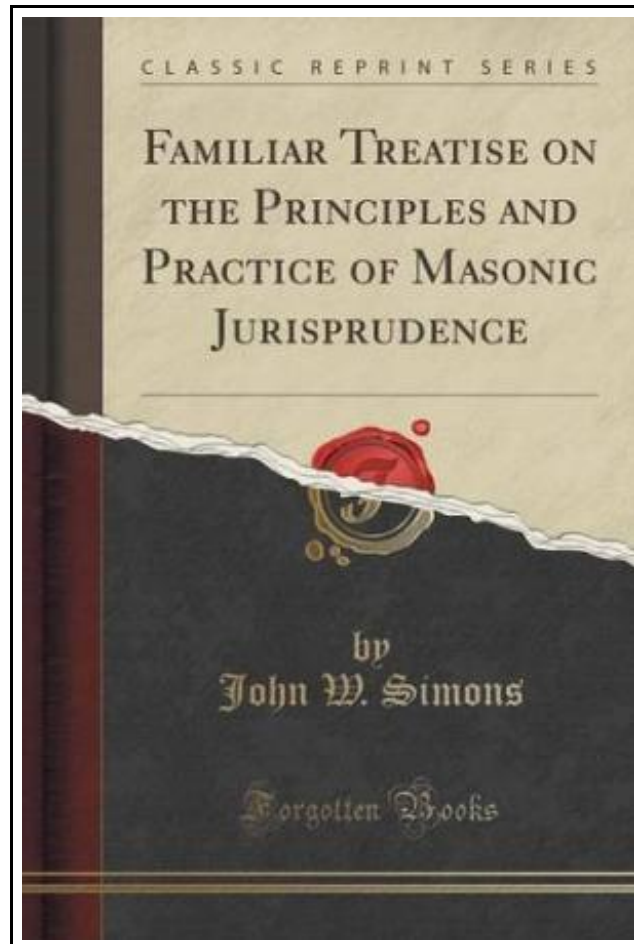 CLASSIC REPRINT SERIES
FAMILIAR TREATISE ON
THE PRINCIPLES AND
PRACTICE OF MASONIC
JURISPRUDENCE
by
John W. Simons
Forgotten Books